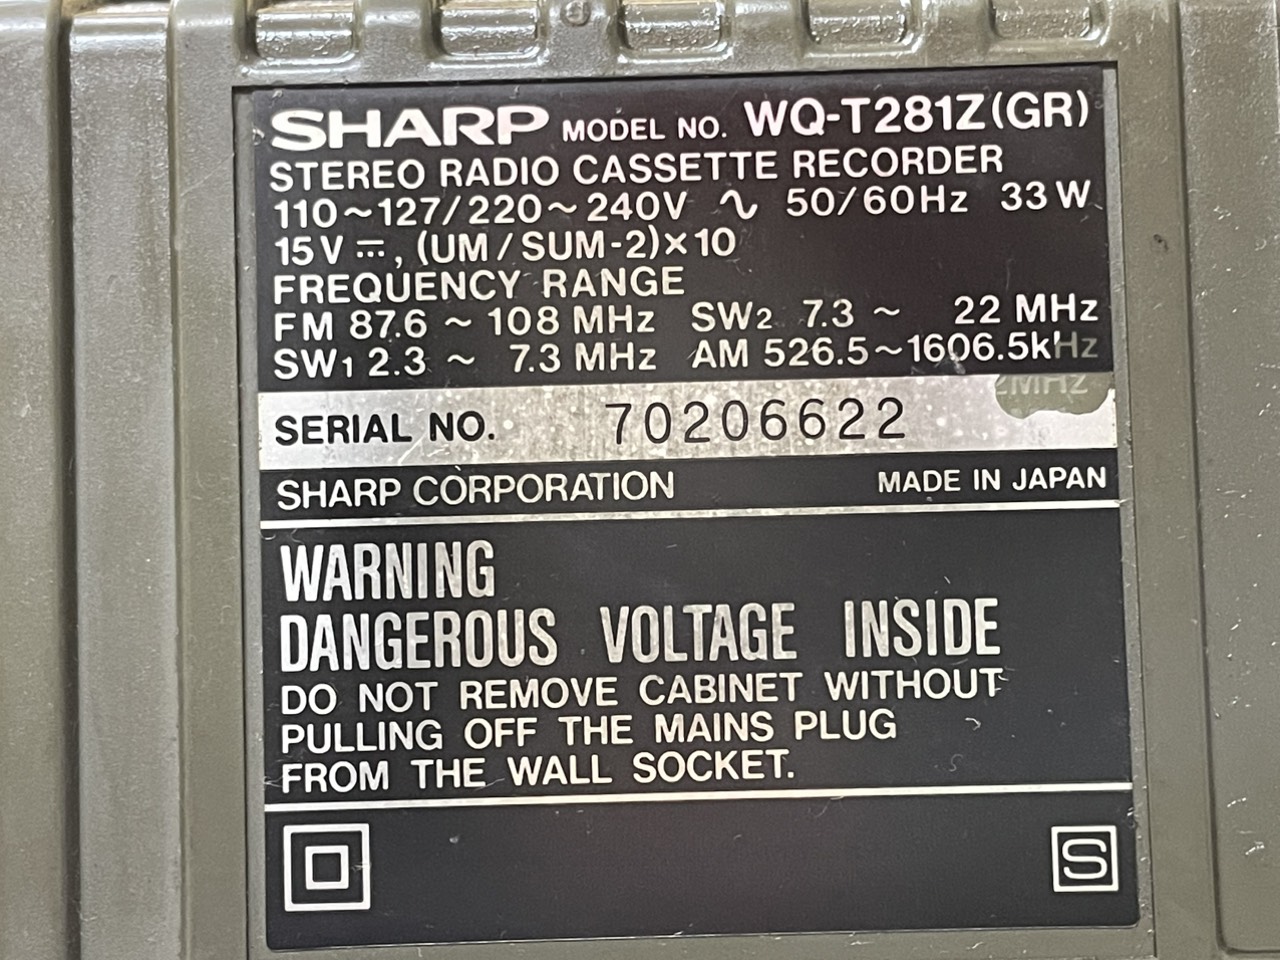 SHARP MODEL NO. WQ-T281Z(GR)
STEREO RADIO CASSETTE RECORDER
110~127/220~240V ∿ 50/60Hz 33W
15V ⎓, (UM/SUM-2)×10
FREQUENCY RANGE
FM 87.6 ~ 108 MHz SW2 7.3 ~ 22 MHz
SW1 2.3 ~ 7.3 MHz AM 526.5~1606.5kHz
2MHz
SERIAL NO. 70206622
SHARP CORPORATION MADE IN JAPAN
WARNING
DANGEROUS VOLTAGE INSIDE
DO NOT REMOVE CABINET WITHOUT
PULLING OFF THE MAINS PLUG
FROM THE WALL SOCKET.
S